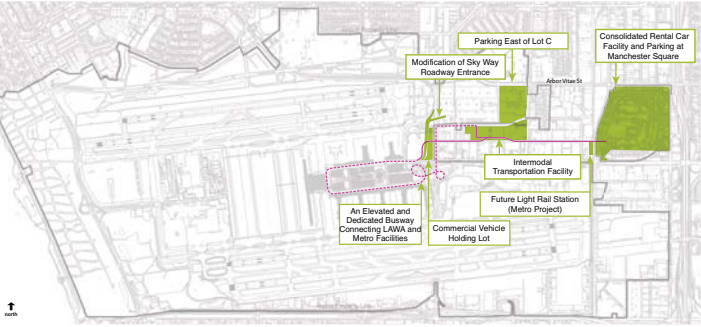 Parking East of Lot C
Consolidated Rental Car
Facility and Parking at
Manchester Square
Modification of Sky Way
Roadway Entrance
Arbor Vitae St
Intermodal
Transportation Facility
Future Light Rail Station
(Metro Project)
An Elevated and
Dedicated Busway
Connecting LAWA and
Metro Facilities
Commercial Vehicle
Holding Lot
north